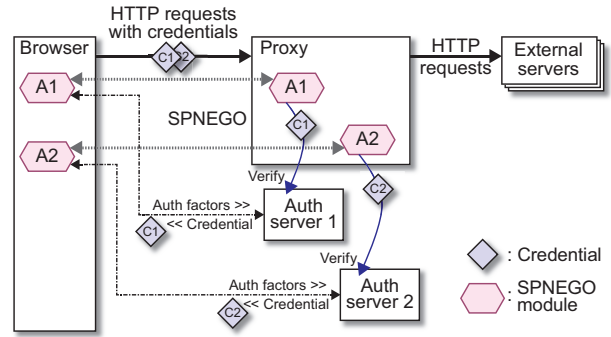 HTTP requests
with credentials
Browser
C1
C2
Proxy
HTTP
requests
External
servers
A1
A1
SPNEGO
C1
A2
A2
C2
Verify
Auth factors >>
<< Credential
C1
Auth
server 1
Verify
Auth factors >>
<< Credential
C2
Auth
server 2
: Credential
: SPNEGO
module